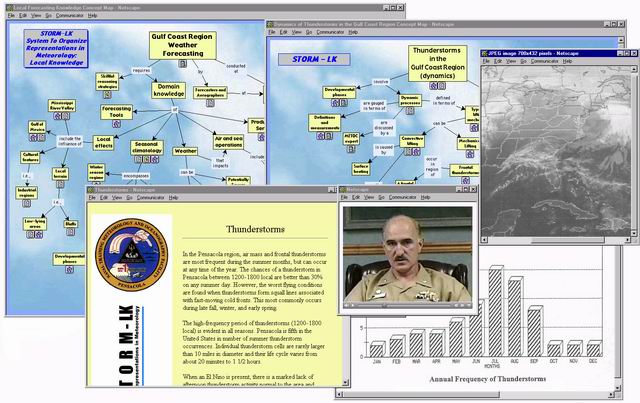 Local Forecasting Knowledge Concept Map - Netscape
File Edit View Go Communicator Help
STORM-LK
System To Organize
Representations in
Meteorology:
Local Knowledge
Gulf Coast Region
Weather
Forecasting
requires
by
conducted
of
Skillful
reasoning
strategies
Domain
knowledge
Forecasters and
Aerographers
of
Mississippi
River Valley
Forecasting
Tools
Gulf of
Mexico
include the
influence of
Local
effects
Seasonal
climatology
Weather
Air and sea
operations
Cultural
features
Local
terrain
Winter
season
regime
encompasses
that
impacts
can be
include
i.e.,
i.e.,
Industrial
regions
Low-lying
areas
Developmental
phases
Dynamics of Thunderstorms in the Gulf Coast Region Concept Map - Netscape
File Edit View Go Communicator Help
STORM - LK
Thunderstorms
in the
Gulf Coast Region
(dynamics)
involve
defined
in terms of
Developmental
phases
Dynamic
processes
are gauged
in terms of
Definitions
and
measurements
are
discussed
by a
can be
METOC
expert
Convective
lifting
Mechanical
lifting
is caused
by
Surface
heating
occur
in
region
of
Frontal
thunderstorms
JPEG image 700x432 pixels - Netscape
File Edit View Go Communicator Help
Thunderstorms - Netscape
File Edit View Go Communicator Help
PENSACOLA
STORM-LK
Thunderstorms
In the Pensacola region, air mass and frontal thunderstorms
are most frequent during the summer months, but can occur
at any time of the year. The chances of a thunderstorm in
Pensacola between 1200-1800 local are better than 30%
on any summer day. However, the worst flying conditions
are found when thunderstorms form squall lines associated
with fast-moving cold fronts. This most commonly occurs
during late fall, winter, and early spring.
The high-frequency period of thunderstorms (1200-1800
local) is evident in all seasons. Pensacola is fifth in the
United States in number of summer thunderstorm
occurrences. Individual thunderstorm cells are rarely larger
than 10 miles in diameter and their life cycle varies from
about 20 minutes to 1 1/2 hours.
When an El Nino is present, there is a marked lack of
afternoon thunderstorm activity normal to the area and
Netscape
File Edit View Go Communicator Help
JAN FEB MAR APR MAY JUN JUL AUG SEP OCT NOV DEC
MONTHS
Annual Frequency of Thunderstorms